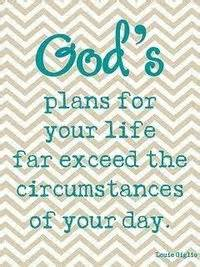 God's
plans for
your life
far exceed the
circumstances
of your day.
Louie Giglio